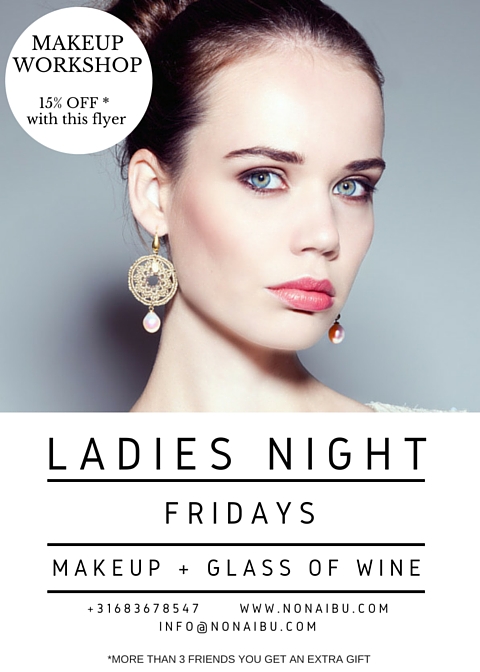 MAKEUP
WORKSHOP
15% OFF *
with this flyer
LADIES NIGHT
FRIDAYS
MAKEUP + GLASS OF WINE
+31683678547 WWW.NONAIBU.COM
INFO@NONAIBU.COM
*MORE THAN 3 FRIENDS YOU GET AN EXTRA GIFT